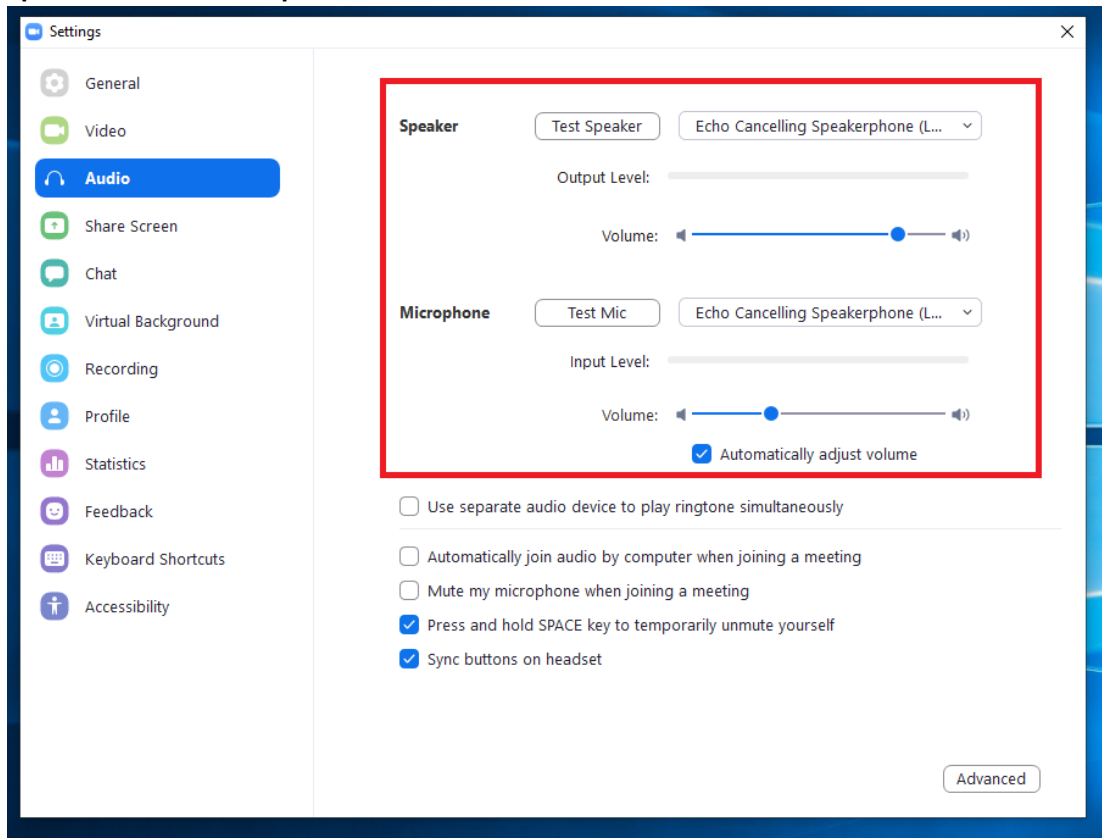 Settings
General
Video
Audio
Share Screen
Chat
Virtual Background
Recording
Profile
Statistics
Feedback
Keyboard Shortcuts
Accessibility
Speaker Test Speaker Echo Cancelling Speakerphone (L...
Output Level:
Volume:
Microphone Test Mic Echo Cancelling Speakerphone (L...
Input Level:
Volume:
Automatically adjust volume
Use separate audio device to play ringtone simultaneously
Automatically join audio by computer when joining a meeting
Mute my microphone when joining a meeting
Press and hold SPACE key to temporarily unmute yourself
Sync buttons on headset
Advanced